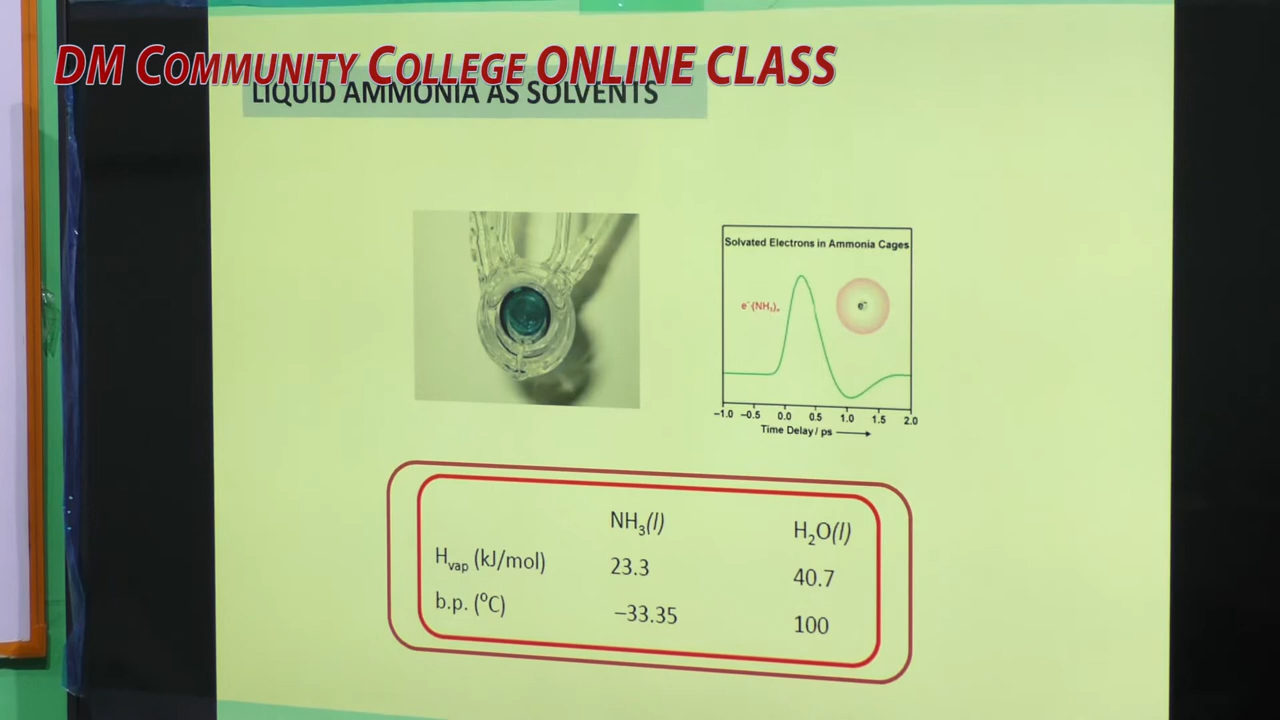 DM COMMUNITY COLLEGE ONLINE CLASS
LIQUID AMMONIA AS SOLVENTS
Solvated Electrons in Ammonia Cages
e⁻(NH₃)ₙ
e⁻
−1.0 −0.5 0.0 0.5 1.0 1.5 2.0
Time Delay / ps
NH₃(l) H₂O(l)
Hvap (kJ/mol) 23.3 40.7
b.p. (⁰C) −33.35 100